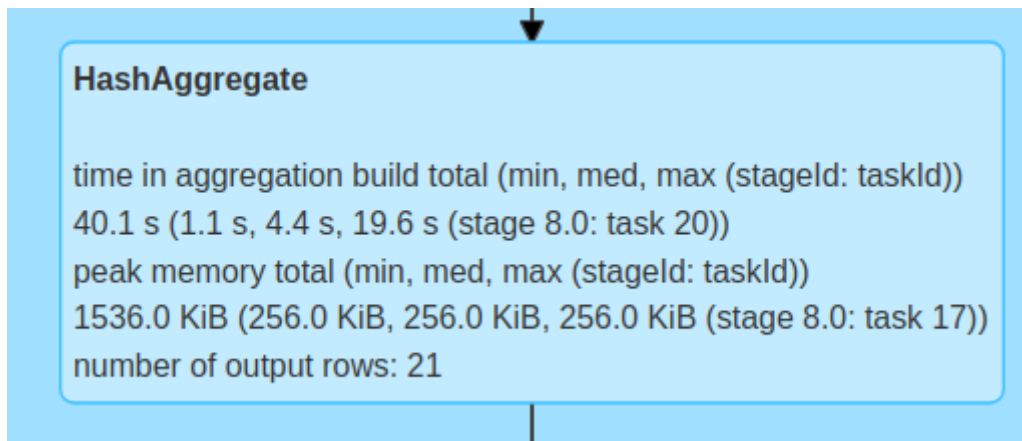 HashAggregate
time in aggregation build total (min, med, max (stageId: taskId))
40.1 s (1.1 s, 4.4 s, 19.6 s (stage 8.0: task 20))
peak memory total (min, med, max (stageId: taskId))
1536.0 KiB (256.0 KiB, 256.0 KiB, 256.0 KiB (stage 8.0: task 17))
number of output rows: 21